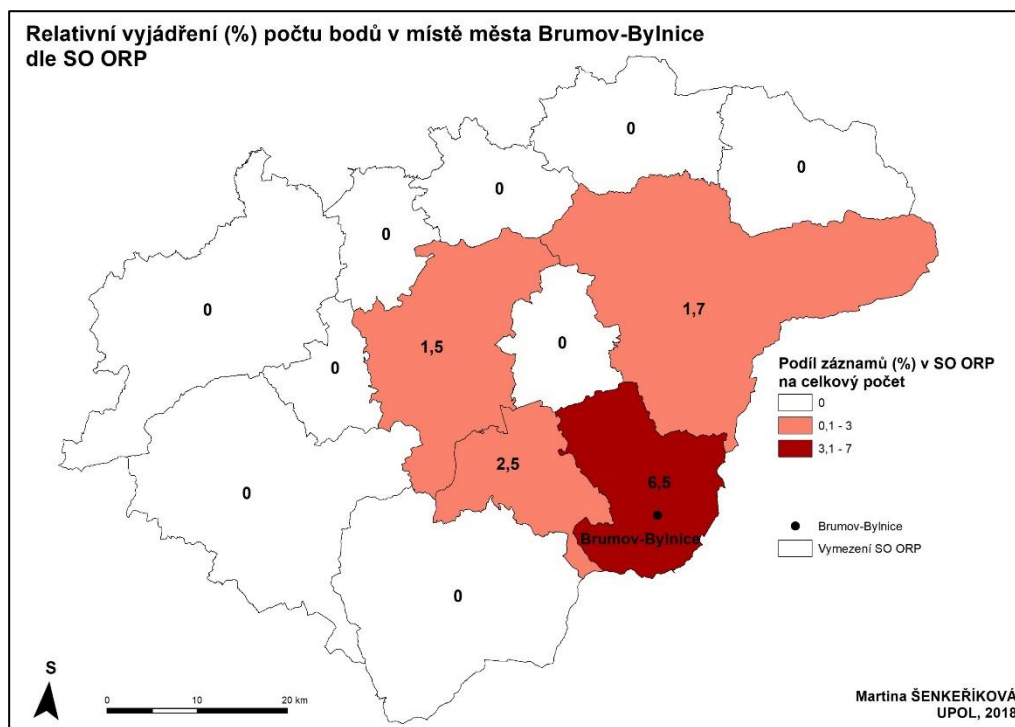 Relativní vyjádření (%) počtu bodů v místě města Brumov-Bylnice
dle SO ORP
0
0
0
0
0
1,7
1,5
0
0
Podíl záznamů (%) v SO ORP
na celkový počet
0
0,1 - 3
3,1 - 7
2,5
6,5
0
Brumov-Bylnice
Brumov-Bylnice
Vymezení SO ORP
0
S
0 10 20 km
Martina ŠENKEŘÍKOVÁ
UPOL, 2018